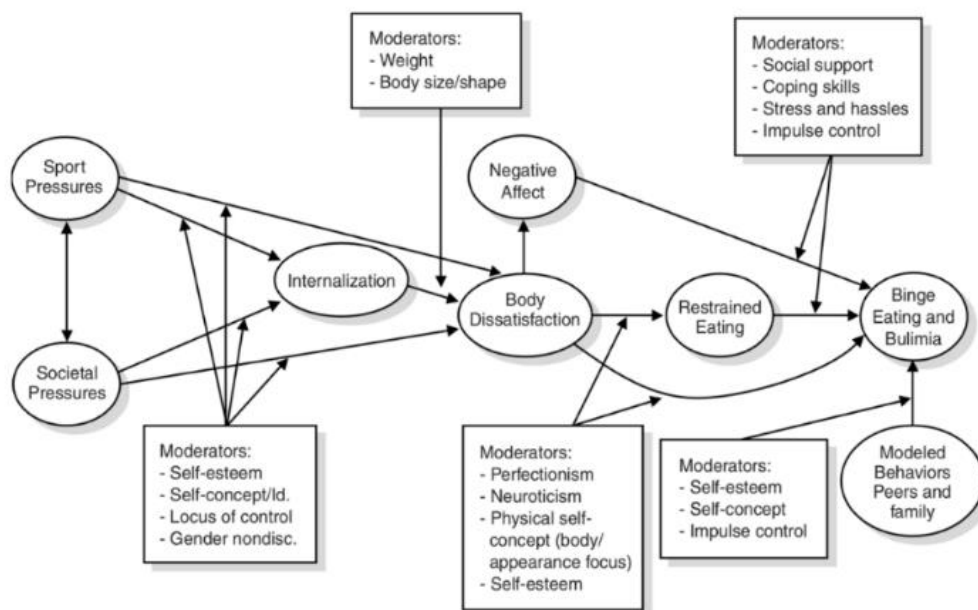 Moderators:
- Weight
- Body size/shape
Moderators:
- Social support
- Coping skills
- Stress and hassles
- Impulse control
Sport
Pressures
Negative
Affect
Internalization
Body
Dissatisfaction
Restrained
Eating
Binge
Eating and
Bulimia
Societal
Pressures
Moderators:
- Self-esteem
- Self-concept/Id.
- Locus of control
- Gender nondisc.
Moderators:
- Perfectionism
- Neuroticism
- Physical self-
concept (body/
appearance focus)
- Self-esteem
Moderators:
- Self-esteem
- Self-concept
- Impulse control
Modeled
Behaviors
Peers and
family